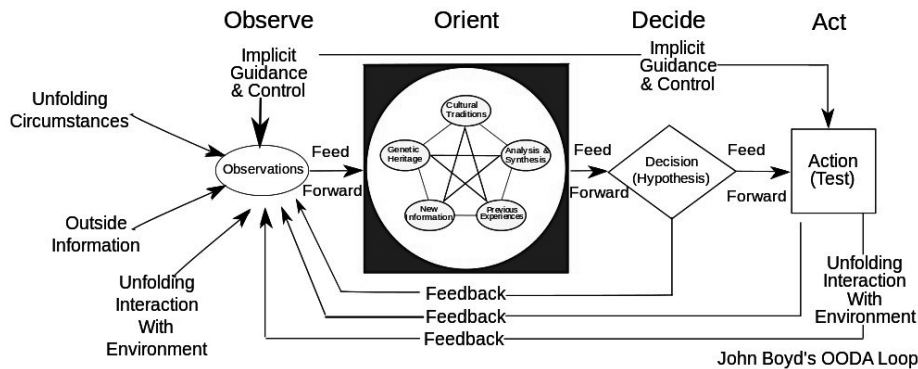 Observe
Orient
Decide
Act
Implicit
Guidance
& Control
Implicit
Guidance
& Control
Unfolding
Circumstances
Observations
Feed
Forward
Cultural
Traditions
Genetic
Heritage
Analysis &
Synthesis
New
Information
Previous
Experiences
Feed
Forward
Decision
(Hypothesis)
Feed
Forward
Action
(Test)
Outside
Information
Unfolding
Interaction
With
Environment
Feedback
Feedback
Feedback
Unfolding
Interaction
With
Environment
John Boyd's OODA Loop